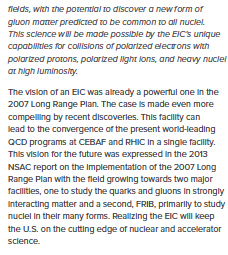 fields, with the potential to discover a new form of
gluon matter predicted to be common to all nuclei.
This science will be made possible by the EIC's unique
capabilities for collisions of polarized electrons with
polarized protons, polarized light ions, and heavy nuclei
at high luminosity.
The vision of an EIC was already a powerful one in the
2007 Long Range Plan. The case is made even more
compelling by recent discoveries. This facility can
lead to the convergence of the present world-leading
QCD programs at CEBAF and RHIC in a single facility.
This vision for the future was expressed in the 2013
NSAC report on the implementation of the 2007 Long
Range Plan with the field growing towards two major
facilities, one to study the quarks and gluons in strongly
interacting matter and a second, FRIB, primarily to study
nuclei in their many forms. Realizing the EIC will keep
the U.S. on the cutting edge of nuclear and accelerator
science.